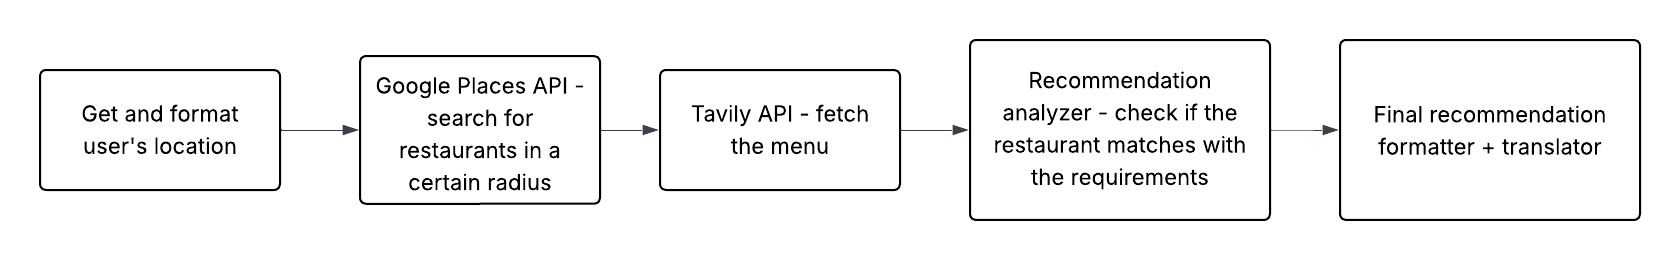 Get and format
user's location
Google Places API -
search for
restaurants in a
certain radius
Tavily API - fetch
the menu
Recommendation
analyzer - check if the
restaurant matches with
the requirements
Final recommendation
formatter + translator